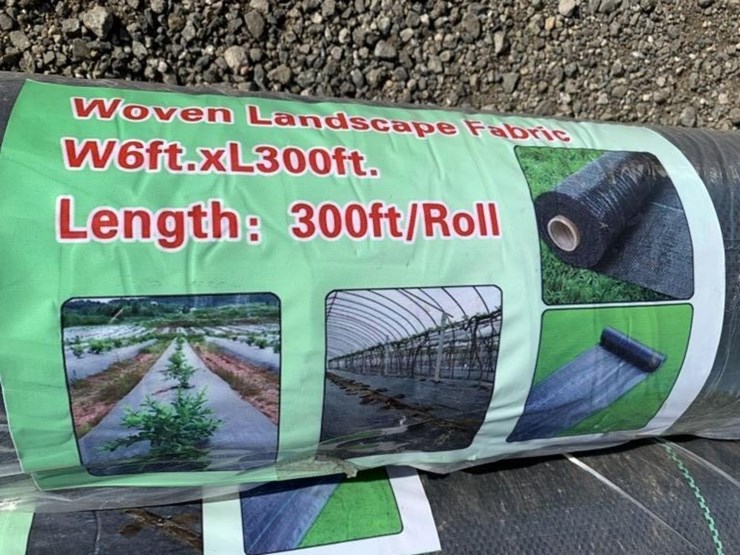 Woven Landscape Fabric
W6ft.xL300ft.
Length: 300ft/Roll